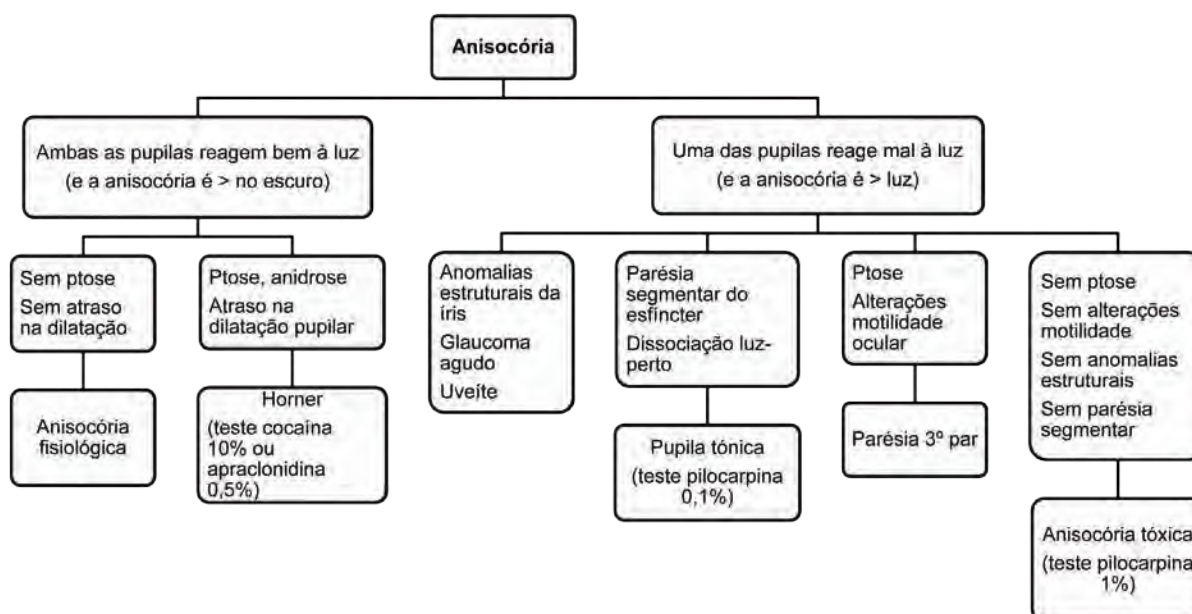 Anisocória
Ambas as pupilas reagem bem à luz
(e a anisocória é > no escuro)
Uma das pupilas reage mal à luz
(e a anisocória é > luz)
Sem ptose
Sem atraso
na dilatação
Ptose, anidrose
Atraso na
dilatação pupilar
Anomalias
estruturais da
íris
Glaucoma
agudo
Uveíte
Parésia
segmentar do
esfíncter
Dissociação luz-
perto
Ptose
Alterações
motilidade
ocular
Sem ptose
Sem alterações
motilidade
Sem anomalias
estruturais
Sem parésia
segmentar
Anisocória
fisiológica
Horner
(teste cocaína
10% ou
apraclonidina
0,5%)
Pupila tónica
(teste pilocarpina
0,1%)
Parésia 3º par
Anisocória tóxica
(teste pilocarpina
1%)